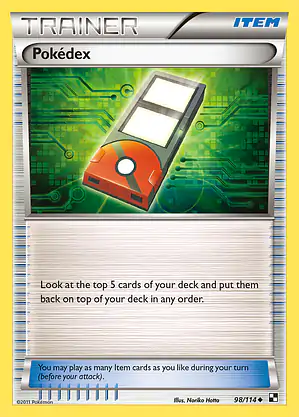 TRAINER
ITEM
Pokédex
Look at the top 5 cards of your deck and put them
back on top of your deck in any order.
You may play as many Item cards as you like during your turn
(before your attack).
©2011 Pokémon
Illus. Noriko Hotta
98/114